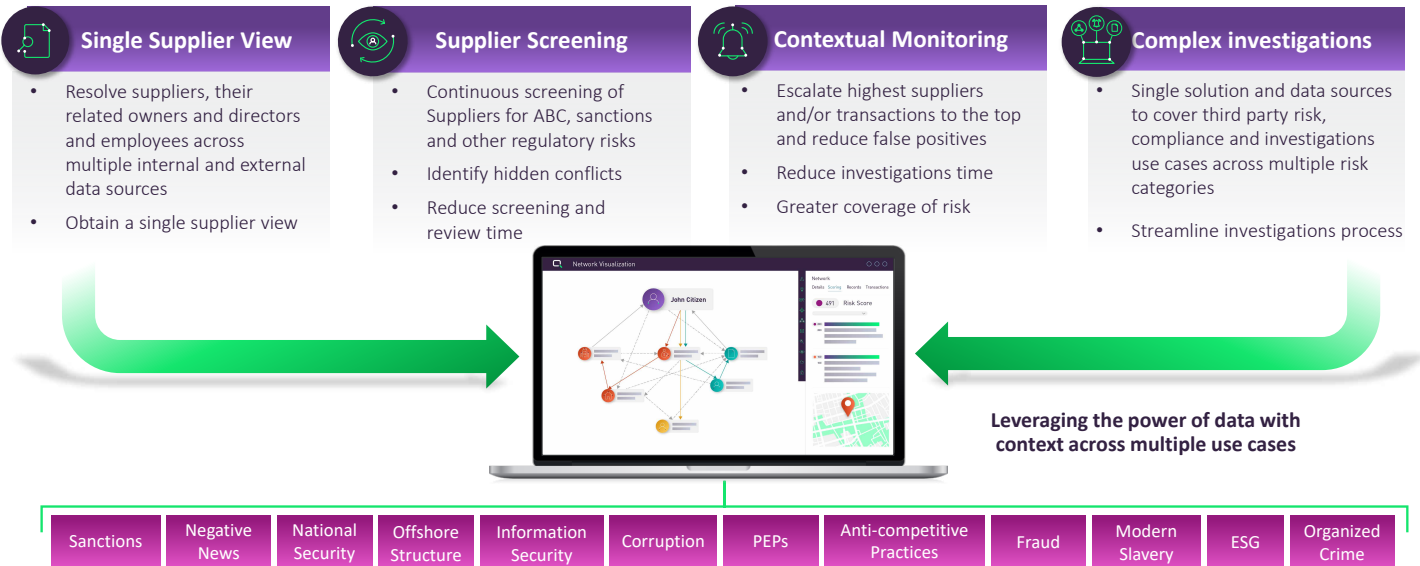 Single Supplier View
• Resolve suppliers, their
related owners and directors
and employees across
multiple internal and external
data sources
• Obtain a single supplier view
Supplier Screening
• Continuous screening of
Suppliers for ABC, sanctions
and other regulatory risks
• Identify hidden conflicts
• Reduce screening and
review time
Contextual Monitoring
• Escalate highest suppliers
and/or transactions to the top
and reduce false positives
• Reduce investigations time
• Greater coverage of risk
Complex investigations
• Single solution and data sources
to cover third party risk,
compliance and investigations
use cases across multiple risk
categories
• Streamline investigations process
Network Visualization
John Citizen
Network
Details Scoring Records Transactions
491 Risk Score
Leveraging the power of data with
context across multiple use cases
Sanctions
Negative
News
National
Security
Offshore
Structure
Information
Security
Corruption
PEPs
Anti-competitive
Practices
Fraud
Modern
Slavery
ESG
Organized
Crime